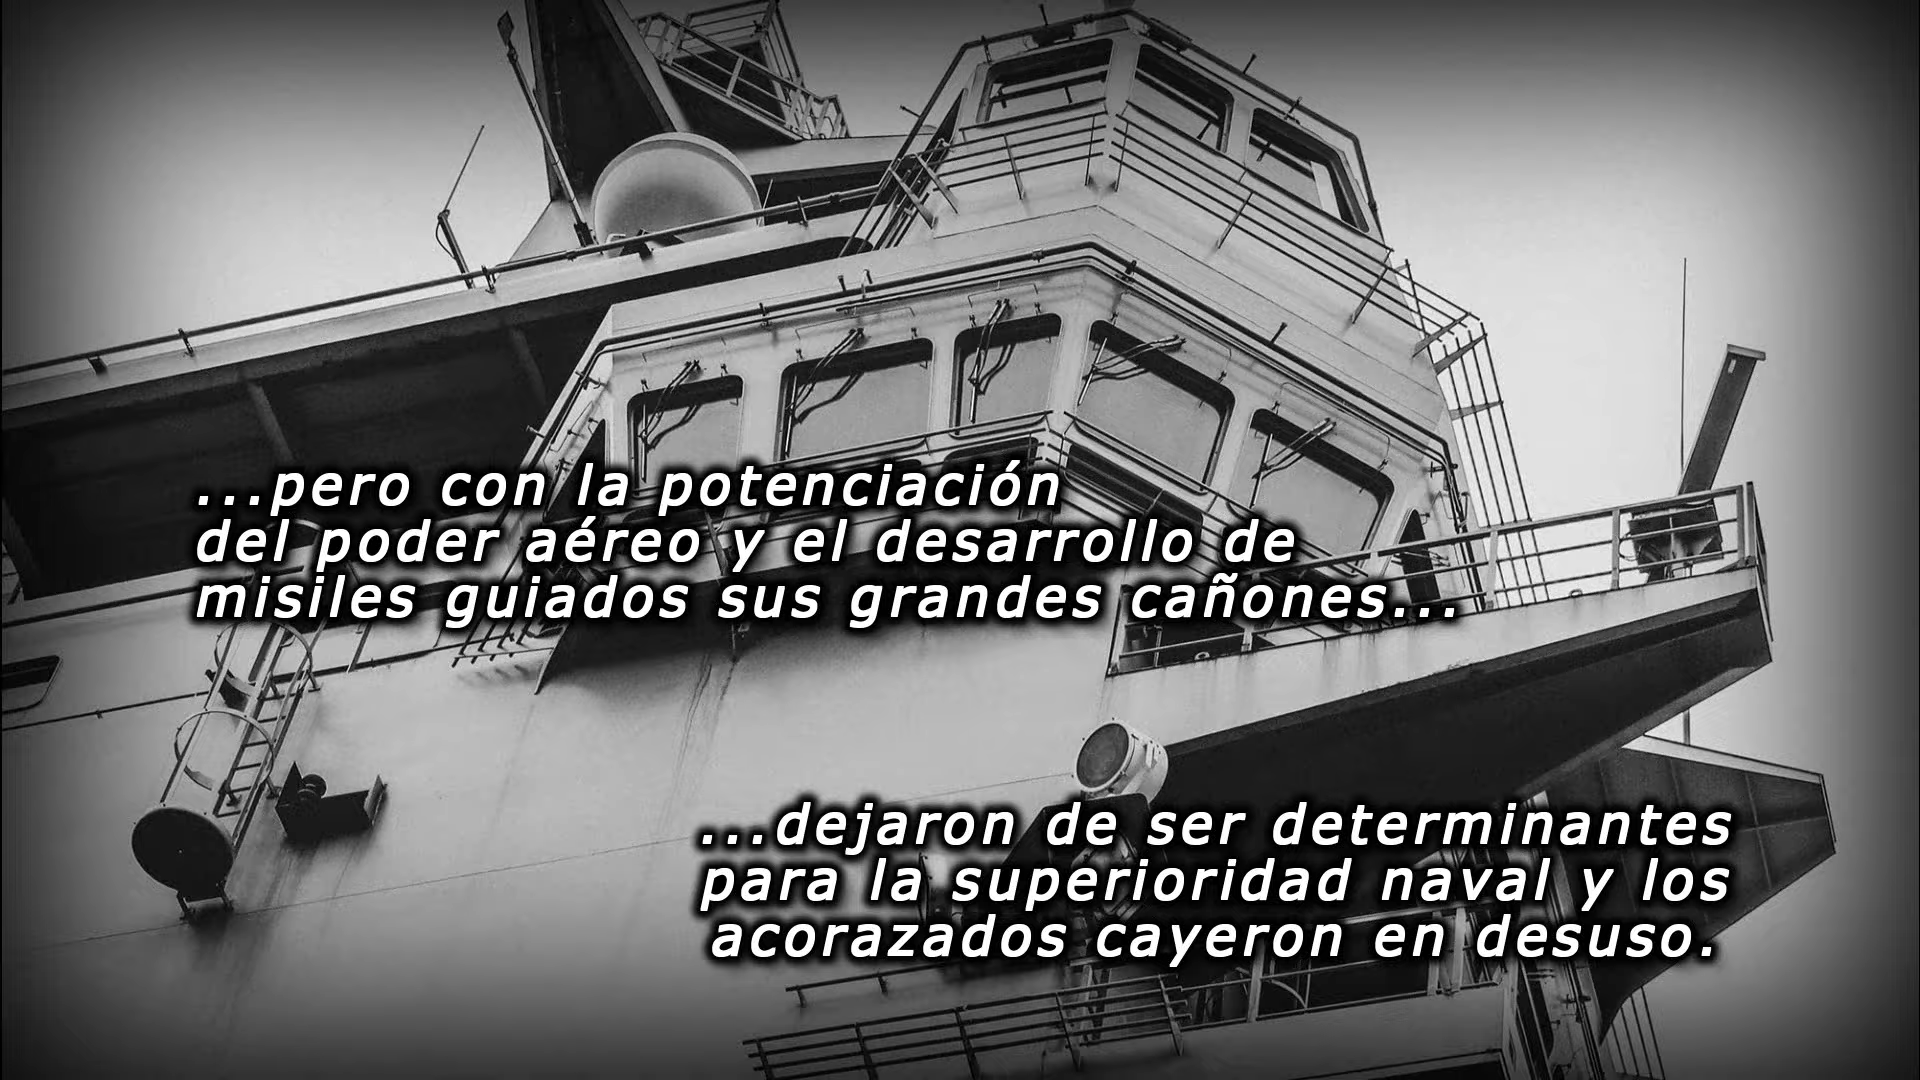 ...pero con la potenciación
del poder aéreo y el desarrollo de
misiles guiados sus grandes cañones...
...dejaron de ser determinantes
para la superioridad naval y los
acorazados cayeron en desuso.